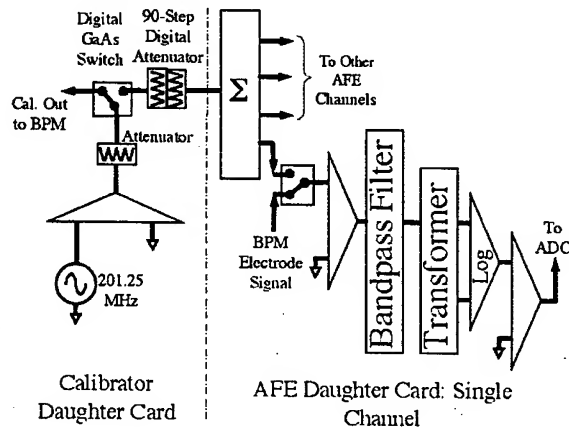 Digital
GaAs
Switch
90-Step
Digital
Attenuator
Cal. Out
to BPM
Attenuator
201.25
MHz
Σ
To Other
AFE
Channels
BPM
Electrode
Signal
Bandpass Filter
Transformer
Log
To
ADC
Calibrator
Daughter Card
AFE Daughter Card: Single
Channel